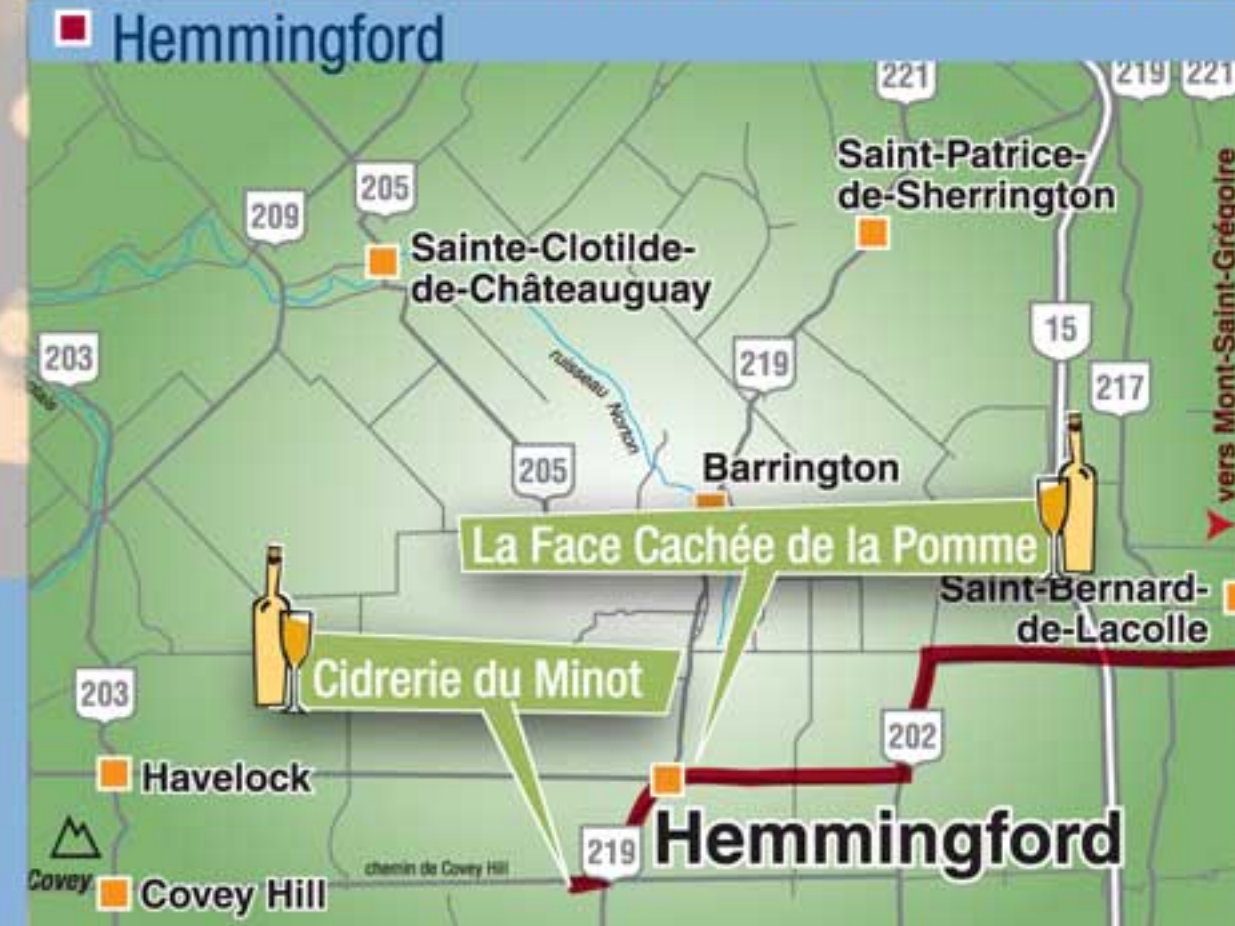 Hemmingford
221
219
221
Saint-Patrice-
de-Sherrington
205
209
Sainte-Clotilde-
de-Châteauguay
vers Mont-Saint-Grégoire
15
203
219
217
ruisseau Norton
205
Barrington
La Face Cachée de la Pomme
Saint-Bernard-
de-Lacolle
Cidrerie du Minot
203
202
Havelock
Hemmingford
219
chemin de Covey Hill
Covey
Covey Hill